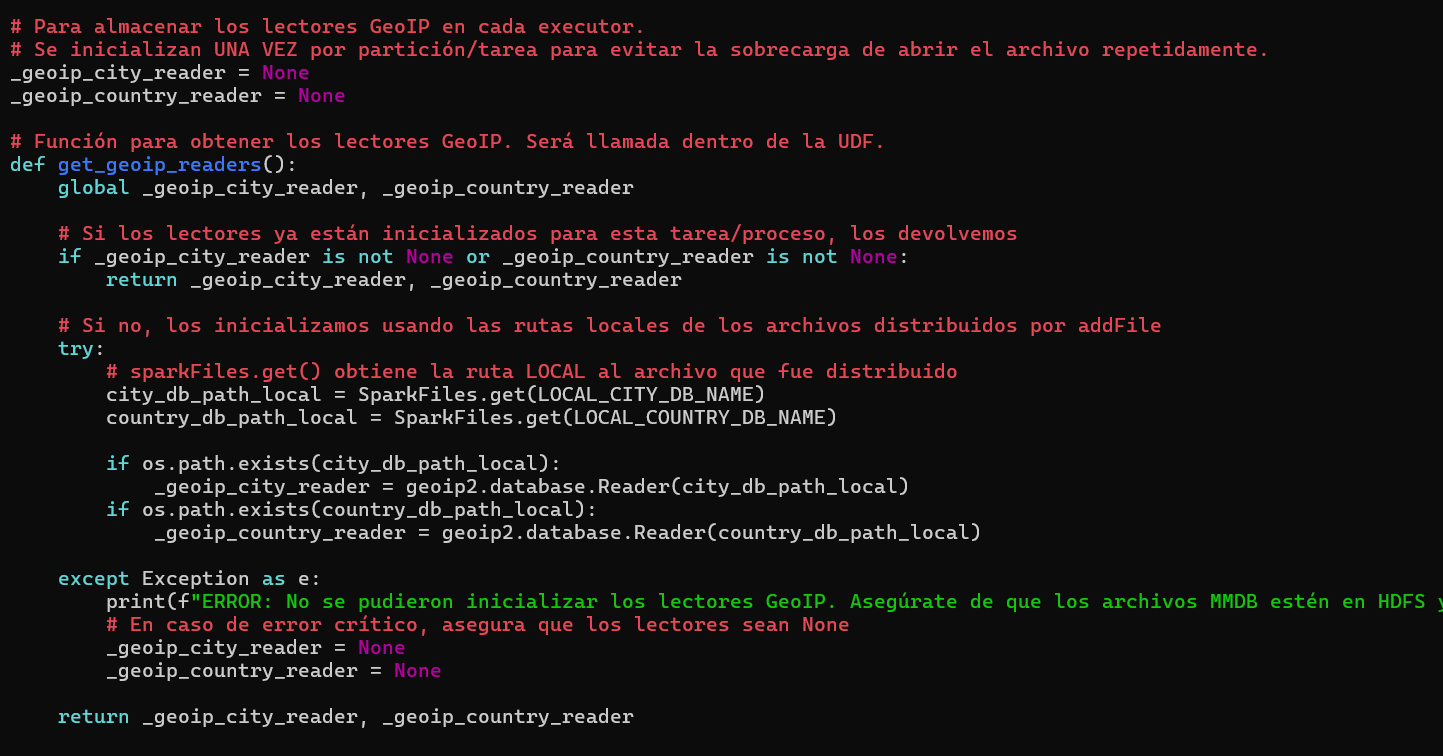 # Para almacenar los lectores GeoIP en cada executor.
# Se inicializan UNA VEZ por partición/tarea para evitar la sobrecarga de abrir el archivo repetidamente.
_geoip_city_reader = None
_geoip_country_reader = None

# Función para obtener los lectores GeoIP. Será llamada dentro de la UDF.
def get_geoip_readers():
    global _geoip_city_reader, _geoip_country_reader

    # Si los lectores ya están inicializados para esta tarea/proceso, los devolvemos
    if _geoip_city_reader is not None or _geoip_country_reader is not None:
        return _geoip_city_reader, _geoip_country_reader

    # Si no, los inicializamos usando las rutas locales de los archivos distribuidos por addFile
    try:
        # sparkFiles.get() obtiene la ruta LOCAL al archivo que fue distribuido
        city_db_path_local = SparkFiles.get(LOCAL_CITY_DB_NAME)
        country_db_path_local = SparkFiles.get(LOCAL_COUNTRY_DB_NAME)

        if os.path.exists(city_db_path_local):
            _geoip_city_reader = geoip2.database.Reader(city_db_path_local)
        if os.path.exists(country_db_path_local):
            _geoip_country_reader = geoip2.database.Reader(country_db_path_local)

    except Exception as e:
        print(f"ERROR: No se pudieron inicializar los lectores GeoIP. Asegúrate de que los archivos MMDB estén en HDFS y
        # En caso de error crítico, asegura que los lectores sean None
        _geoip_city_reader = None
        _geoip_country_reader = None

    return _geoip_city_reader, _geoip_country_reader